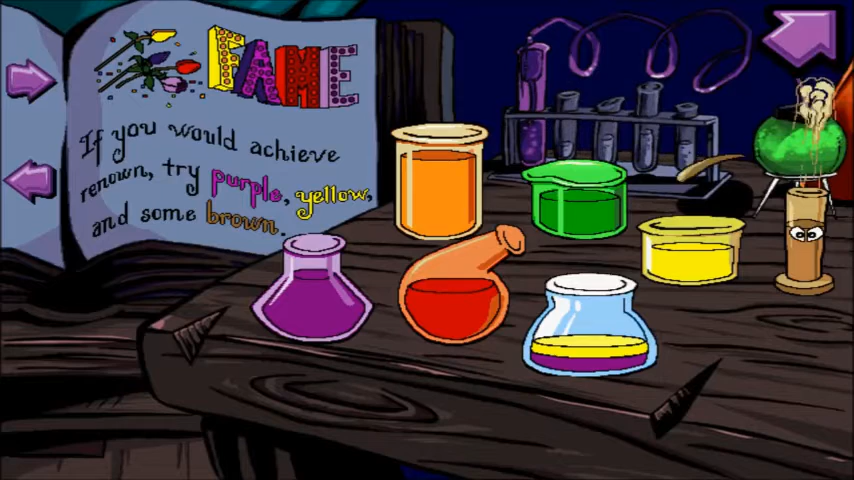 FAME
If you would achieve
renown, try purple, yellow,
and some brown.